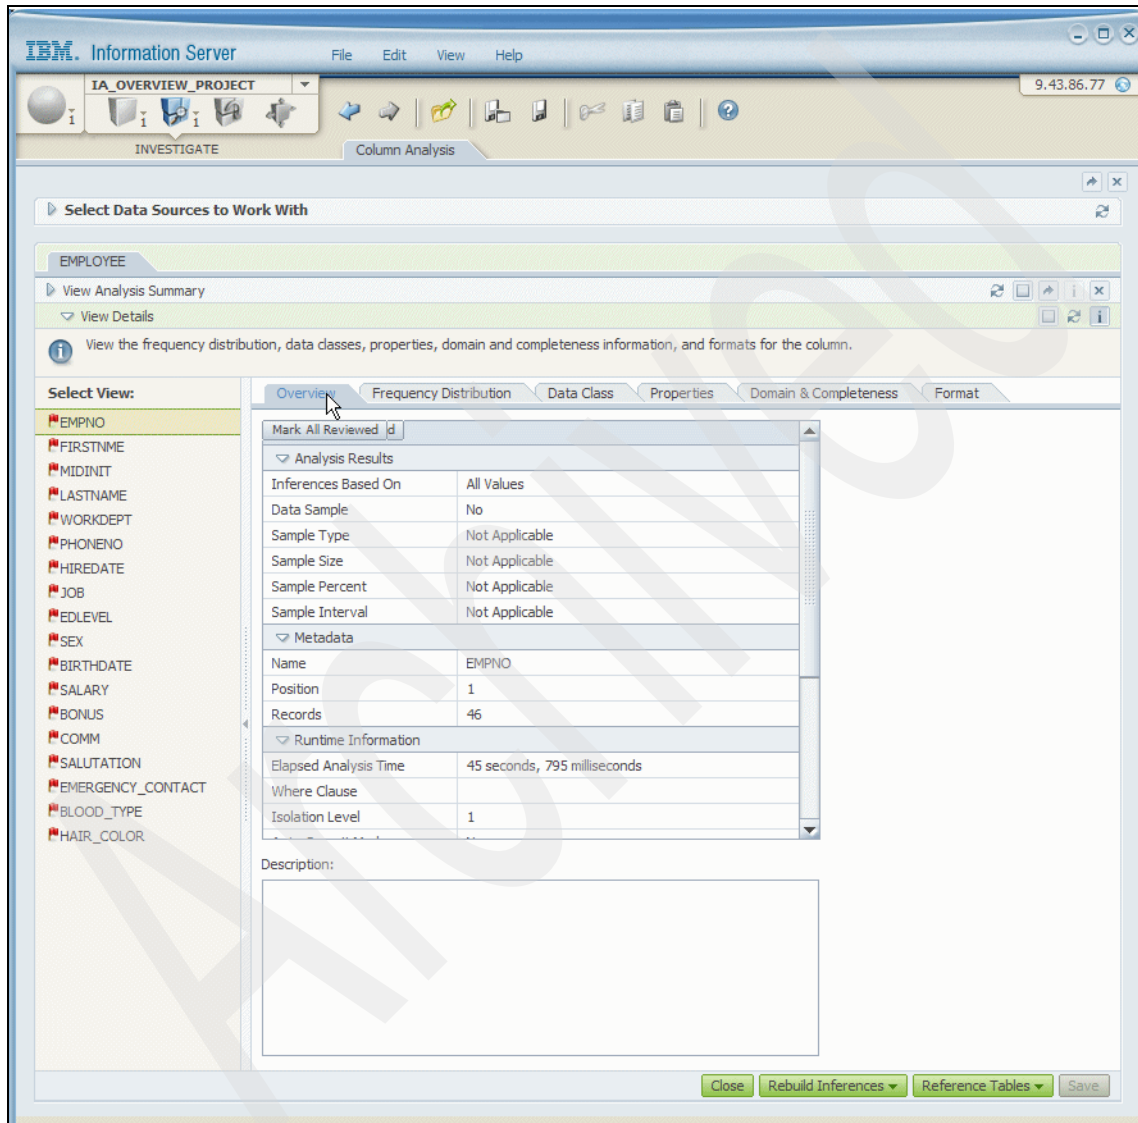 IBM. Information Server File Edit View Help
IA_OVERVIEW_PROJECT
9.43.86.77
INVESTIGATE Column Analysis
Select Data Sources to Work With
EMPLOYEE
View Analysis Summary
View Details
View the frequency distribution, data classes, properties, domain and completeness information, and formats for the column.
Select View:
EMPNO
FIRSTNME
MIDINIT
LASTNAME
WORKDEPT
PHONENO
HIREDATE
JOB
EDLEVEL
SEX
BIRTHDATE
SALARY
BONUS
COMM
SALUTATION
EMERGENCY_CONTACT
BLOOD_TYPE
HAIR_COLOR
Overview Frequency Distribution Data Class Properties Domain & Completeness Format
Mark All Reviewed d
Analysis Results
Inferences Based On All Values
Data Sample No
Sample Type Not Applicable
Sample Size Not Applicable
Sample Percent Not Applicable
Sample Interval Not Applicable
Metadata
Name EMPNO
Position 1
Records 46
Runtime Information
Elapsed Analysis Time 45 seconds, 795 milliseconds
Where Clause
Isolation Level 1
Description:
Close Rebuild Inferences Reference Tables Save
Archived